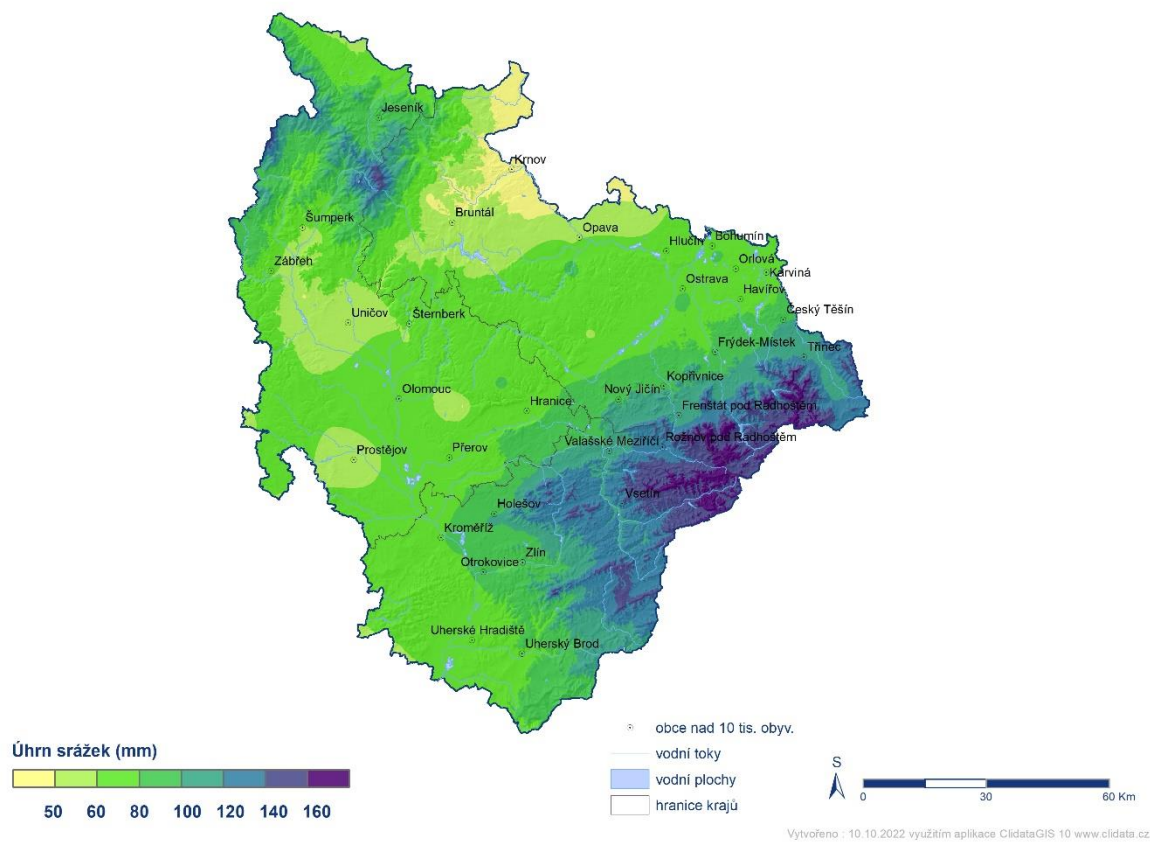 Jeseník
Krnov
Bruntál
Šumperk
Opava
Hlučín
Bohumín
Zábřeh
Orlová
Karviná
Ostrava
Havířov
Uničov
Šternberk
Český Těšín
Frýdek-Místek
Třinec
Kopřivnice
Olomouc
Nový Jičín
Hranice
Frenštát pod Radhoštěm
Valašské Meziříčí
Rožnov pod Radhoštěm
Prostějov
Přerov
Vsetín
Holešov
Kroměříž
Zlín
Otrokovice
Uherské Hradiště
Uherský Brod
Úhrn srážek (mm)
50 60 80 100 120 140 160
obce nad 10 tis. obyv.
vodní toky
vodní plochy
hranice krajů
S
0 30 60 Km
Vytvořeno : 10.10.2022 využitím aplikace ClidataGIS 10 www.clidata.cz